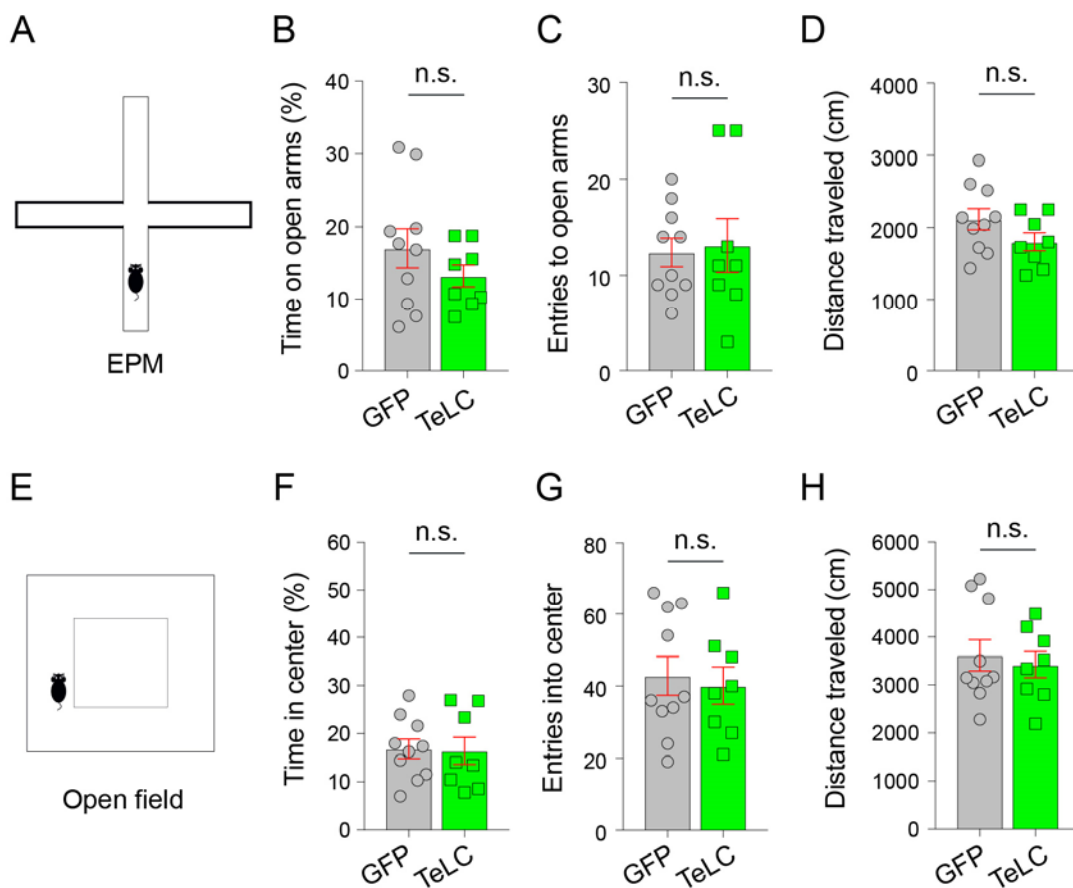 A
EPM
B
Time on open arms (%)
n.s.
40
30
20
10
0
GFP
TeLC
C
Entries to open arms
n.s.
30
20
10
0
GFP
TeLC
D
Distance traveled (cm)
n.s.
4000
3000
2000
1000
0
GFP
TeLC
E
Open field
F
Time in center (%)
n.s.
60
50
40
30
20
10
0
GFP
TeLC
G
Entries into center
n.s.
80
60
40
20
0
GFP
TeLC
H
Distance traveled (cm)
n.s.
6000
5000
4000
3000
2000
1000
0
GFP
TeLC